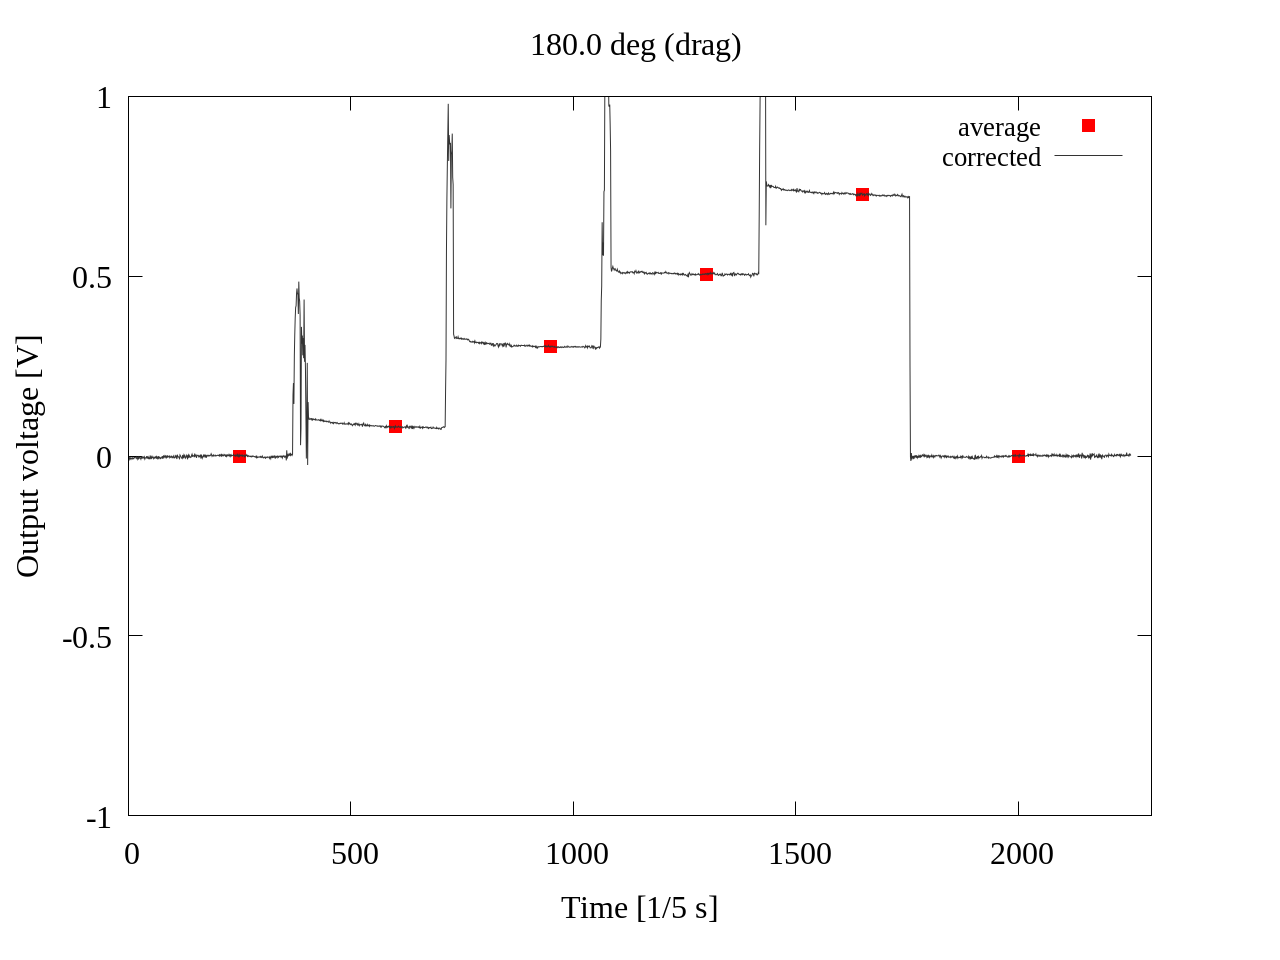 180.0 deg (drag)
1
average
corrected
0.5
0
-0.5
-1
Output voltage [V]
0 500 1000 1500 2000
Time [1/5 s]